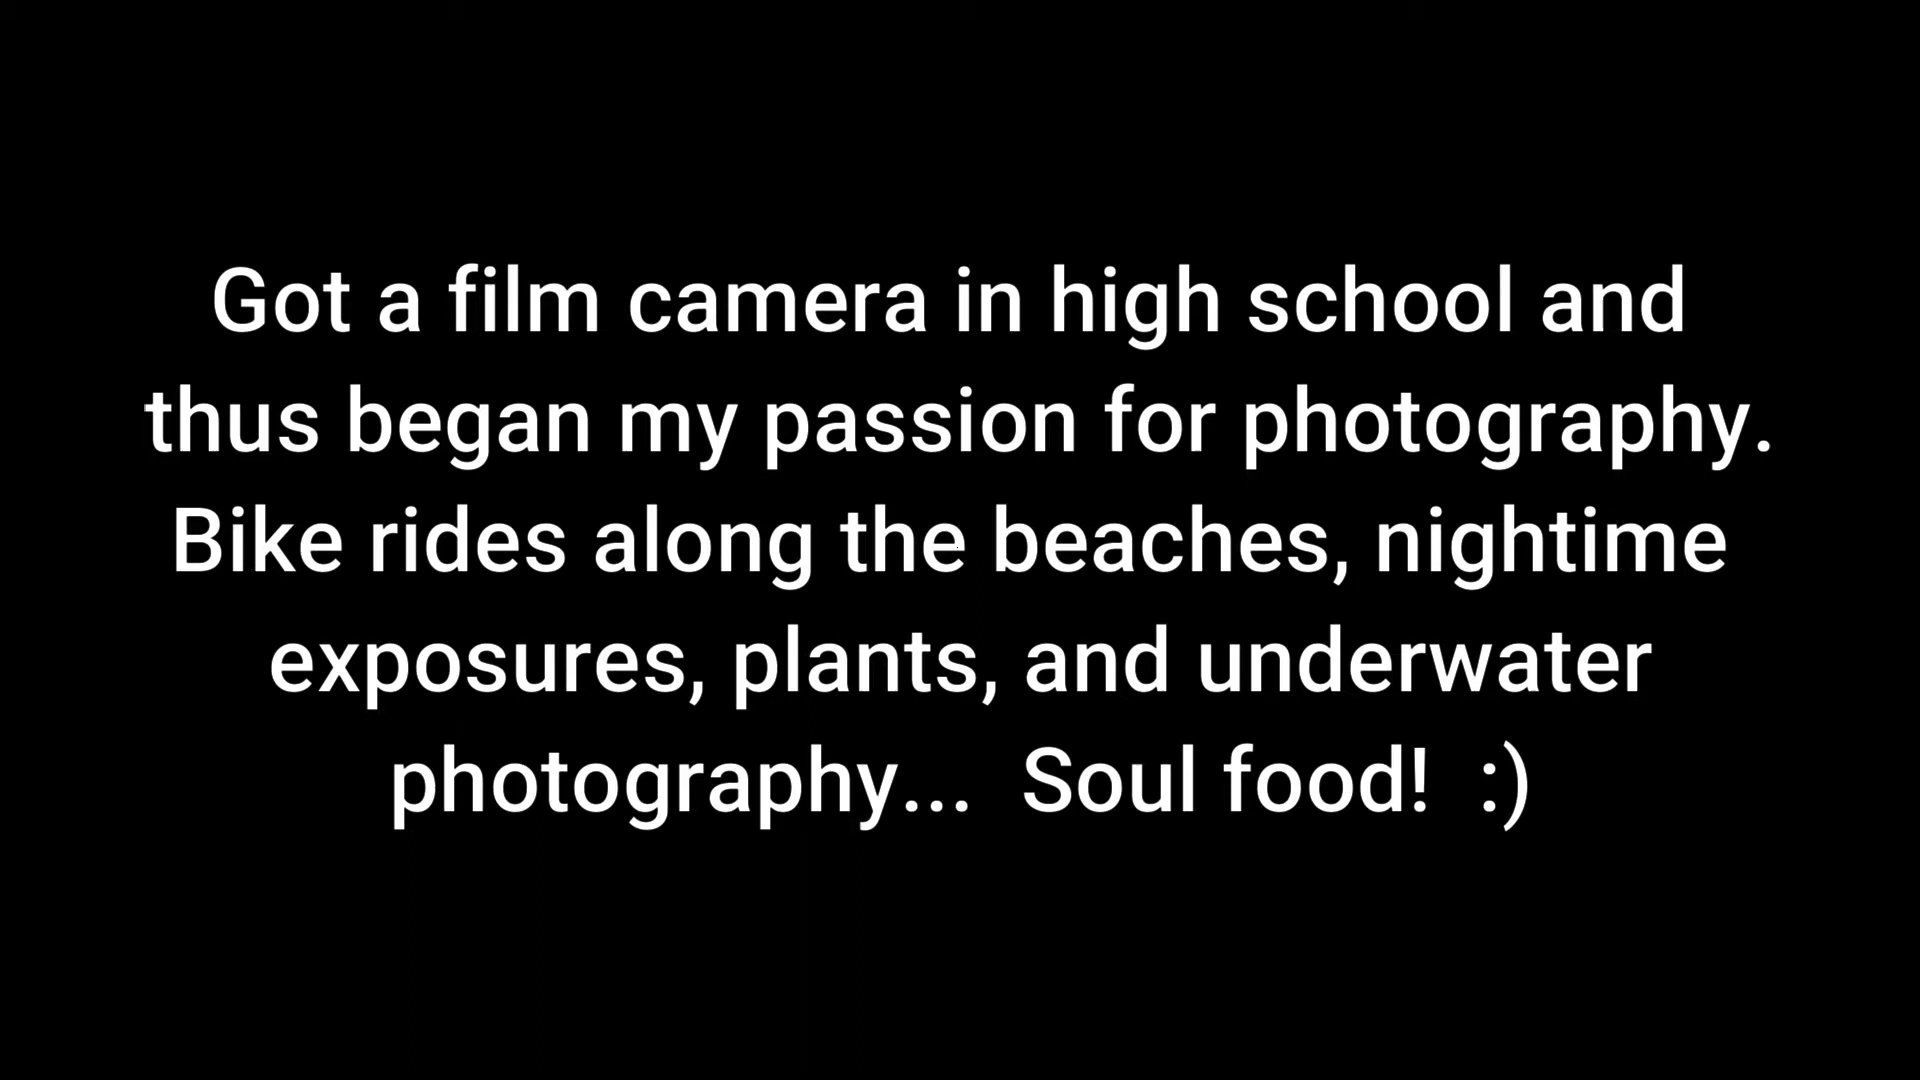 Got a film camera in high school and
thus began my passion for photography.
Bike rides along the beaches, nightime
exposures, plants, and underwater
photography...  Soul food!  :)